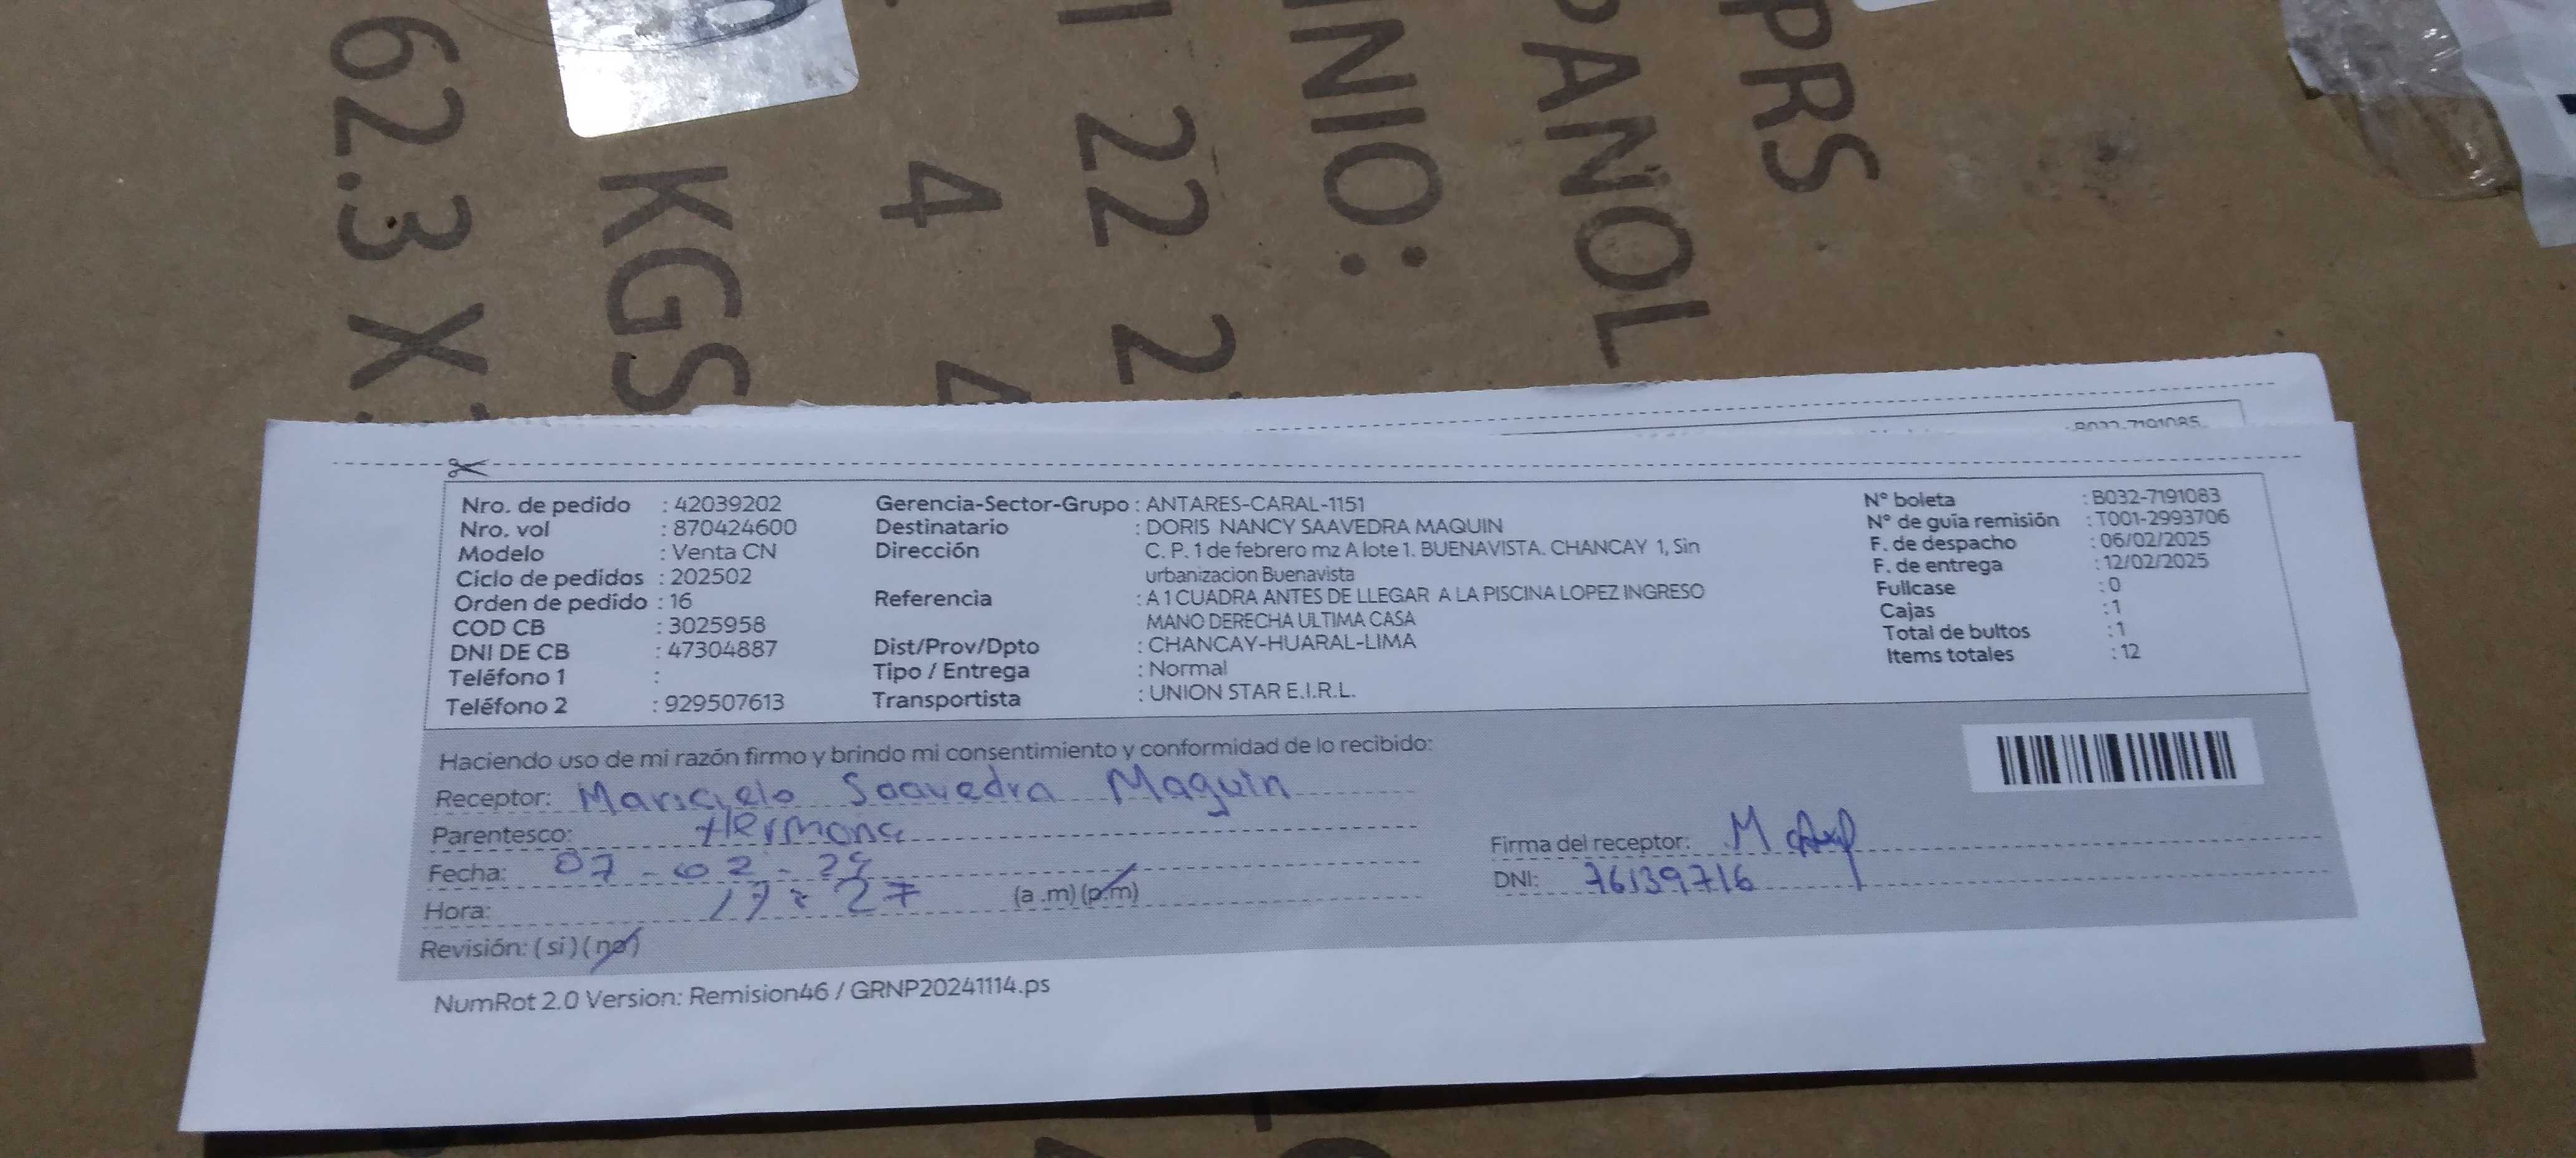 62.3 X
KGS
4 4
22 2
NIO:
PANOL
PRS
Nro. de pedido : 42039202
Nro. vol : 870424600
Modelo : Venta CN
Ciclo de pedidos : 202502
Orden de pedido : 16
COD CB : 3025958
DNI DE CB : 47304887
Teléfono 1 :
Teléfono 2 : 929507613
Gerencia-Sector-Grupo : ANTARES-CARAL-1151
Destinatario : DORIS NANCY SAAVEDRA MAQUIN
Dirección C. P. 1 de febrero mz A lote 1. BUENAVISTA. CHANCAY 1, Sin
urbanizacion Buenavista
Referencia : A 1 CUADRA ANTES DE LLEGAR A LA PISCINA LOPEZ INGRESO
MANO DERECHA ULTIMA CASA
Dist/Prov/Dpto : CHANCAY-HUARAL-LIMA
Tipo / Entrega : Normal
Transportista : UNION STAR E.I.R.L.
N° boleta : B032-7191083
N° de guía remisión : T001-2993706
F. de despacho : 06/02/2025
F. de entrega : 12/02/2025
Fullcase : 0
Cajas : 1
Total de bultos : 1
Items totales : 12
Haciendo uso de mi razón firmo y brindo mi consentimiento y conformidad de lo recibido:
Receptor: Maricielo Saavedra Maquin
Parentesco: Hermana
Fecha: 07 - 02 -
Hora: 17 : 27 (a .m) (p.m)
Revisión: (si) (no)
Firma del receptor: M
DNI: 76139716
NumRot 2.0 Version: Remision46 / GRNP20241114.ps